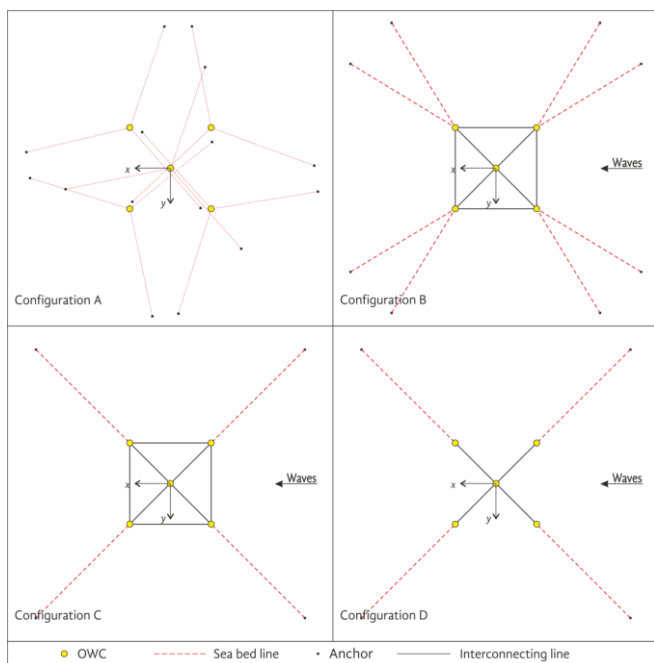 x
y
Configuration A
x
y
Waves
Configuration B
x
y
Waves
Configuration C
x
y
Waves
Configuration D
OWC Sea bed line Anchor Interconnecting line